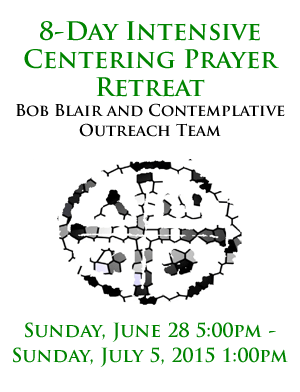 8-Day Intensive
Centering Prayer
Retreat
Bob Blair and Contemplative
Outreach Team
Sunday, June 28 5:00pm -
Sunday, July 5, 2015 1:00pm